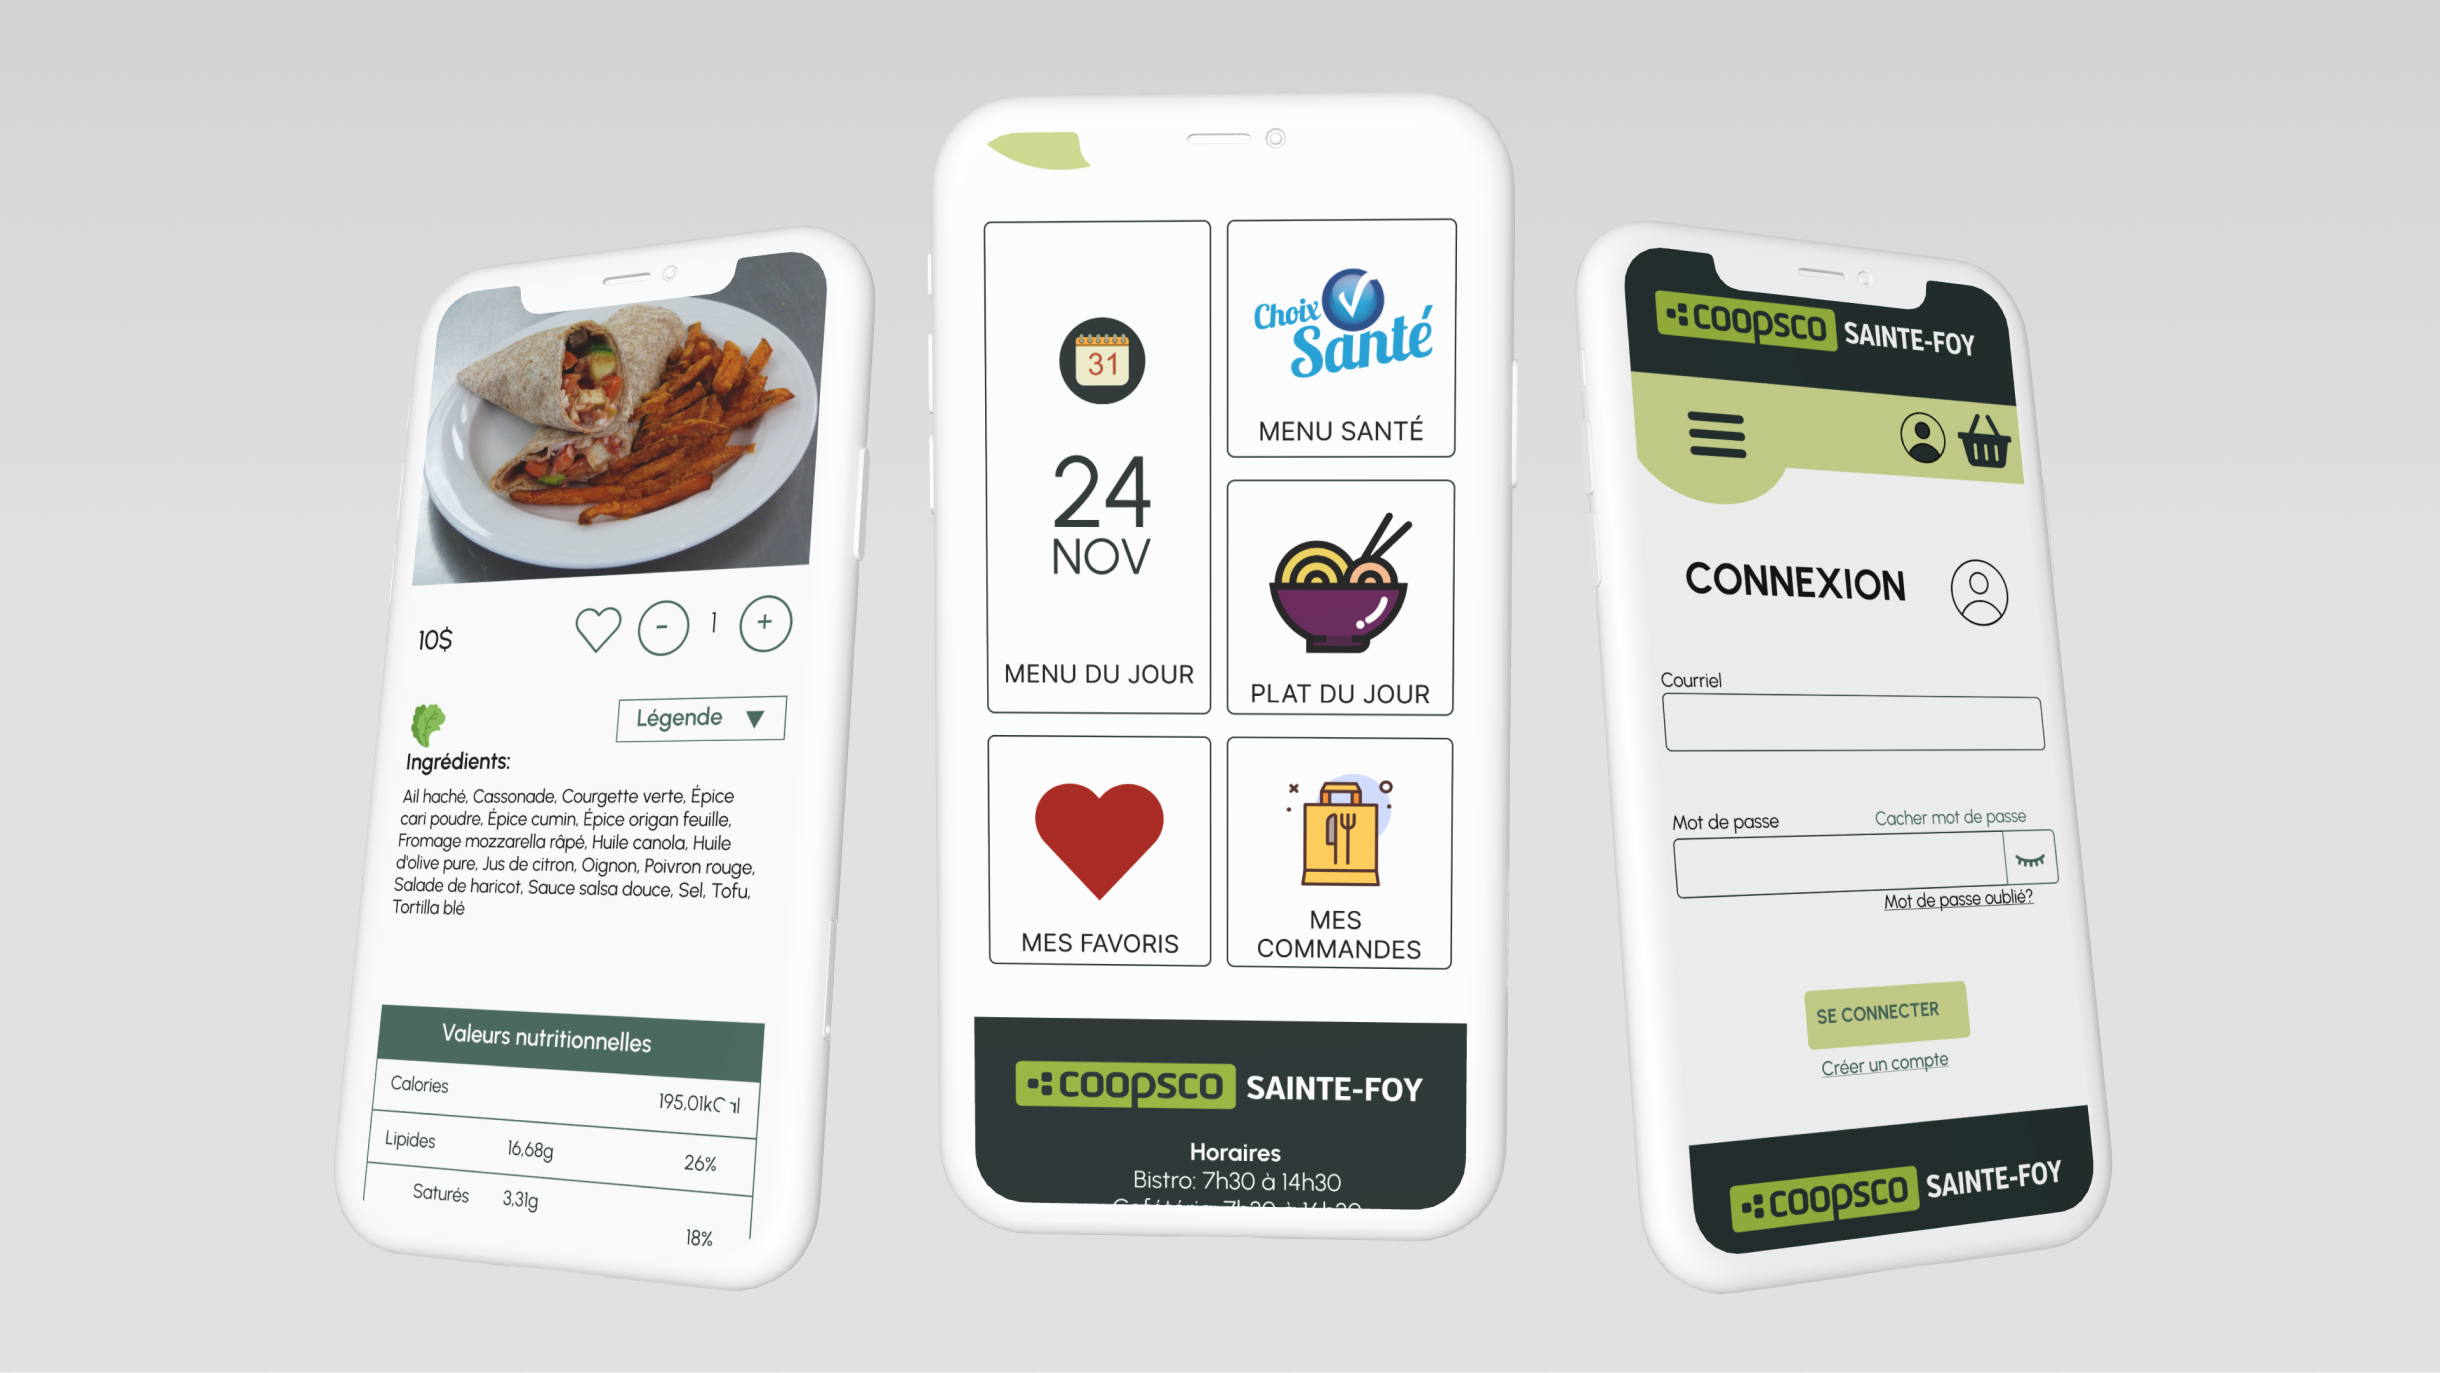 10$
-
1
+
Légende
Ingrédients:
Ail haché, Cassonade, Courgette verte, Épice
cari poudre, Épice cumin, Épice origan feuille,
Fromage mozzarella râpé, Huile canola, Huile
d'olive pure, Jus de citron, Oignon, Poivron rouge,
Salade de haricot, Sauce salsa douce, Sel, Tofu,
Tortilla blé
Valeurs nutritionnelles
Calories 195,01kCal
Lipides 16,68g 26%
Saturés 3,31g
18%
31
24
NOV
MENU DU JOUR
Choix
Santé
MENU SANTÉ
PLAT DU JOUR
MES FAVORIS
MES
COMMANDES
COOPSCO SAINTE-FOY
Horaires
Bistro: 7h30 à 14h30
COOPSCO SAINTE-FOY
CONNEXION
Courriel
Mot de passe Cacher mot de passe
Mot de passe oublié?
SE CONNECTER
Créer un compte
COOPSCO SAINTE-FOY